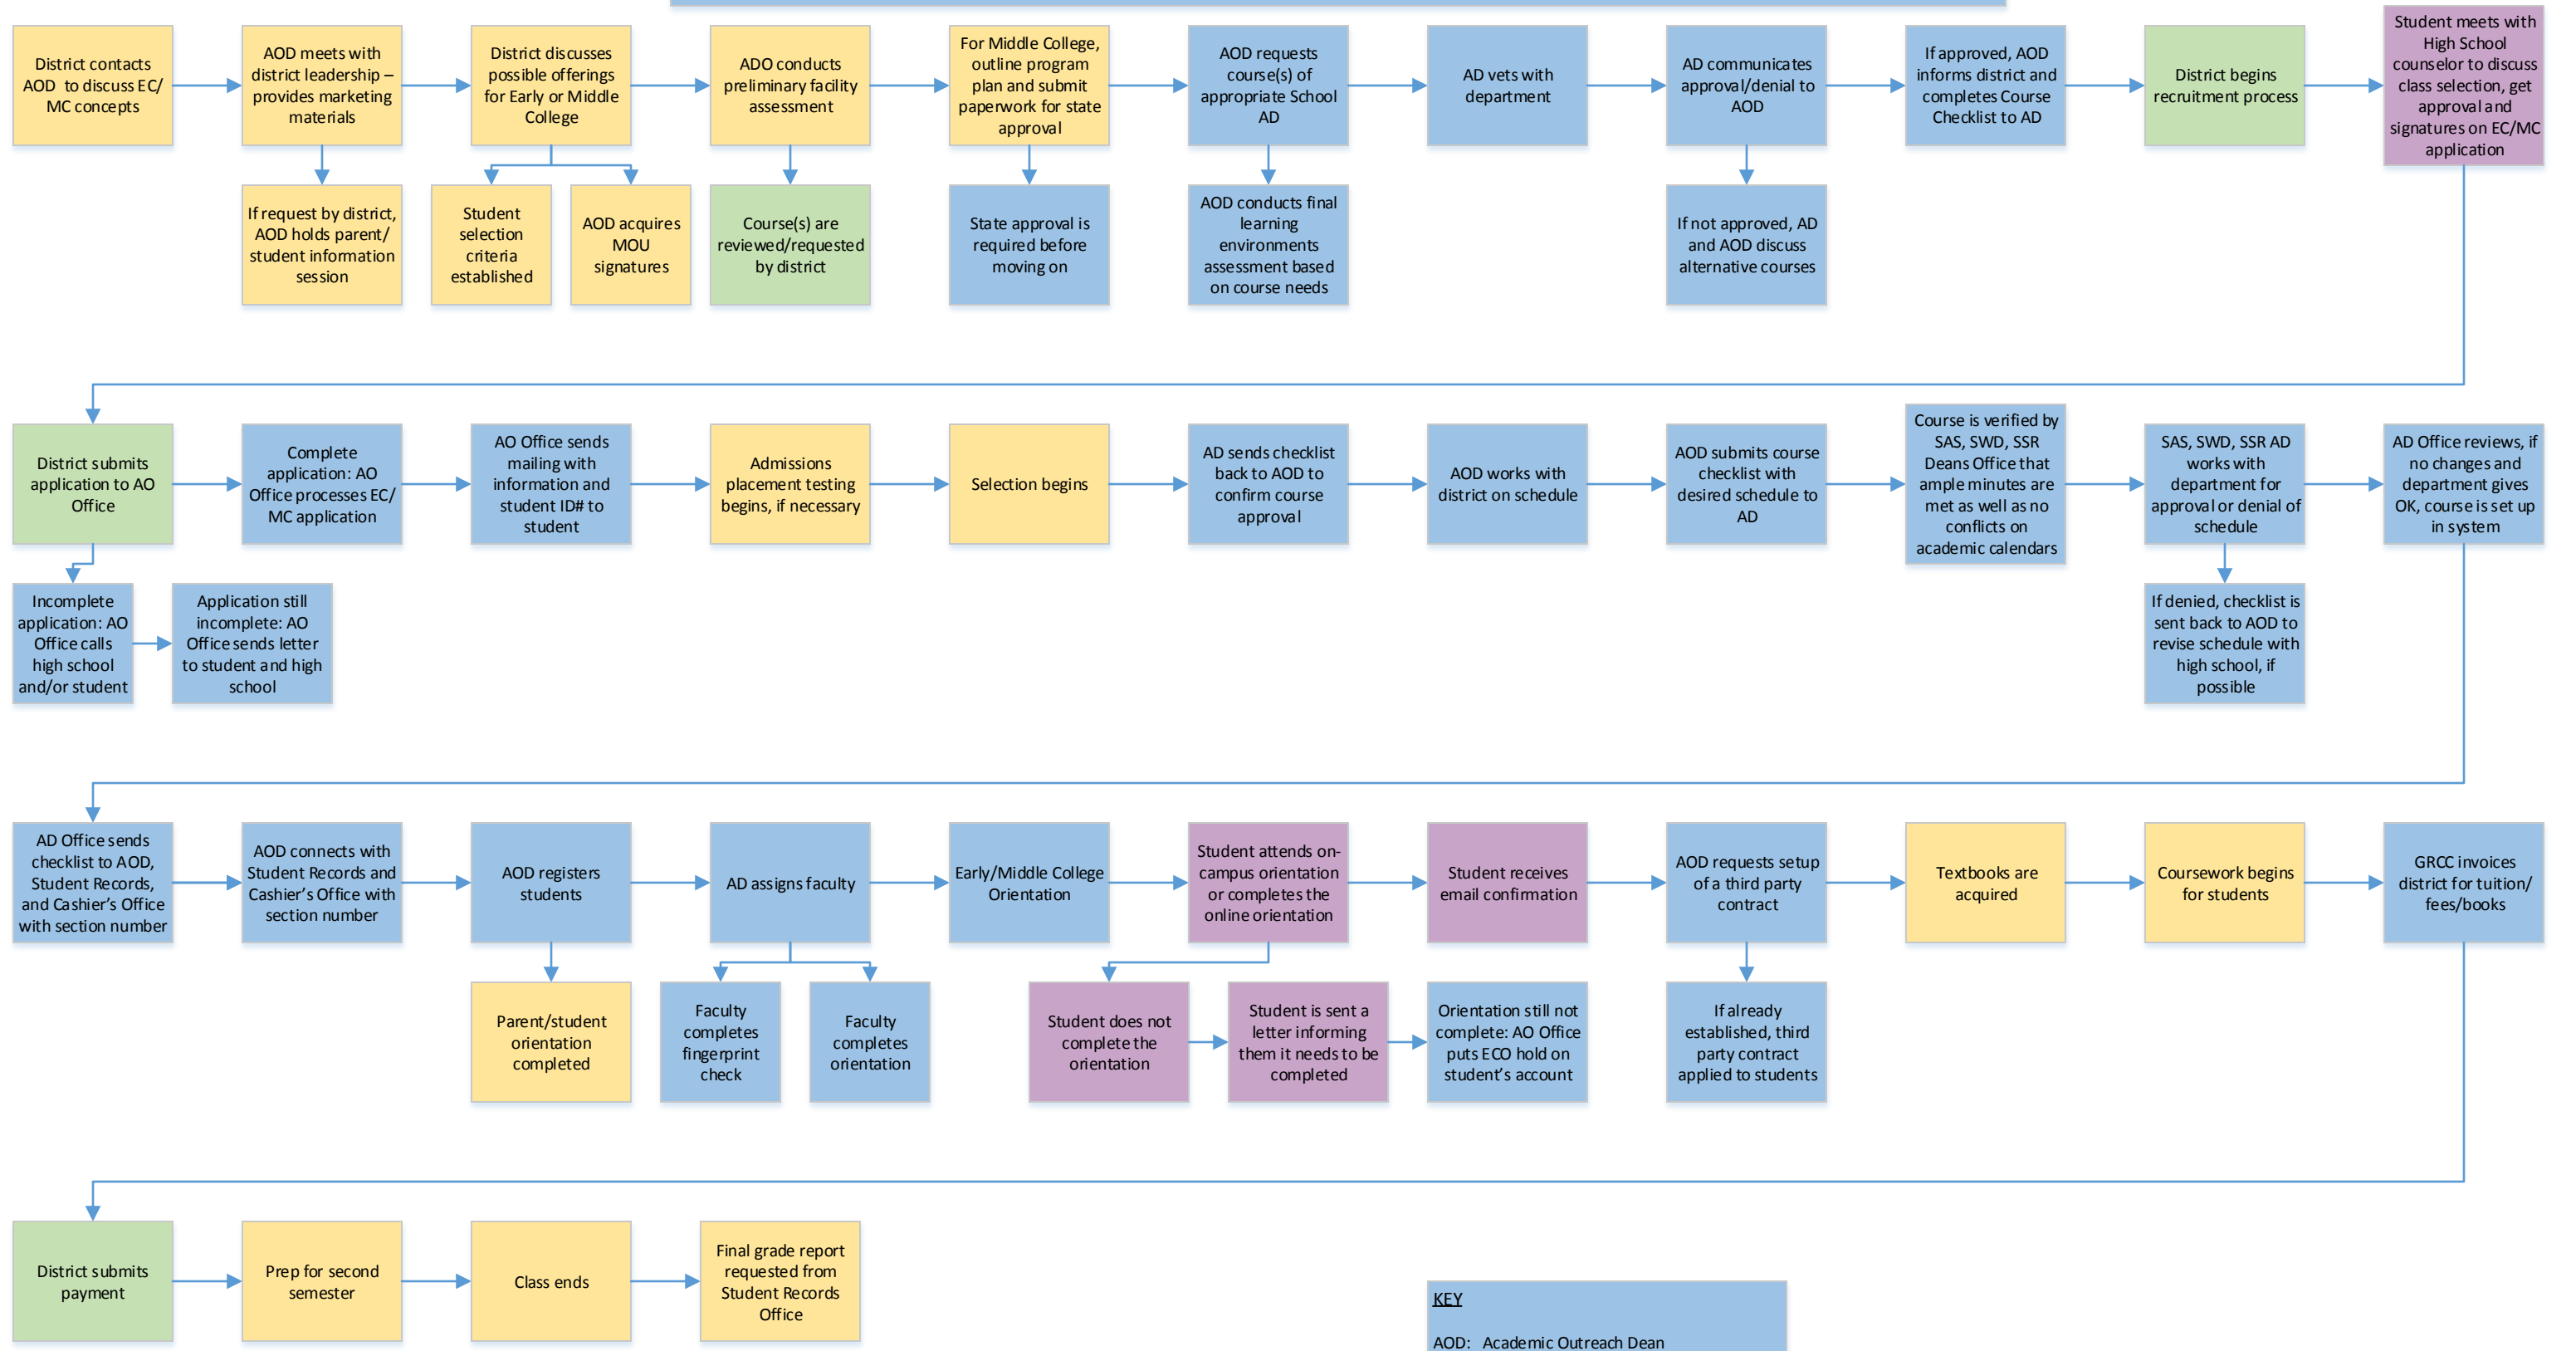 District contacts
AOD to discuss EC/
MC concepts
AOD meets with
district leadership –
provides marketing
materials
District discusses
possible offerings
for Early or Middle
College
ADO conducts
preliminary facility
assessment
For Middle College,
outline program
plan and submit
paperwork for state
approval
AOD requests
course(s) of
appropriate School
AD
AD vets with
department
AD communicates
approval/denial to
AOD
If approved, AOD
informs district and
completes Course
Checklist to AD
District begins
recruitment process
Student meets with
High School
counselor to discuss
class selection, get
approval and
signatures on EC/MC
application
If request by district,
AOD holds parent/
student information
session
Student
selection
criteria
established
AOD acquires
MOU
signatures
Course(s) are
reviewed/requested
by district
State approval is
required before
moving on
AOD conducts final
learning
environments
assessment based
on course needs
If not approved, AD
and AOD discuss
alternative courses
District submits
application to AO
Office
Complete
application: AO
Office processes EC/
MC application
AO Office sends
mailing with
information and
student ID# to
student
Admissions
placement testing
begins, if necessary
Selection begins
AD sends checklist
back to AOD to
confirm course
approval
AOD works with
district on schedule
AOD submits course
checklist with
desired schedule to
AD
Course is verified by
SAS, SWD, SSR
Deans Office that
ample minutes are
met as well as no
conflicts on
academic calendars
SAS, SWD, SSR AD
works with
department for
approval or denial of
schedule
AD Office reviews, if
no changes and
department gives
OK, course is set up
in system
Incomplete
application: AO
Office calls
high school
and/or student
Application still
incomplete: AO
Office sends letter
to student and high
school
If denied, checklist is
sent back to AOD to
revise schedule with
high school, if
possible
AD Office sends
checklist to AOD,
Student Records,
and Cashier's Office
with section number
AOD connects with
Student Records and
Cashier's Office with
section number
AOD registers
students
AD assigns faculty
Early/Middle College
Orientation
Student attends on-
campus orientation
or completes the
online orientation
Student receives
email confirmation
AOD requests setup
of a third party
contract
Textbooks are
acquired
Coursework begins
for students
GRCC invoices
district for tuition/
fees/books
Parent/student
orientation
completed
Faculty
completes
fingerprint
check
Faculty
completes
orientation
Student does not
complete the
orientation
Student is sent a
letter informing
them it needs to be
completed
Orientation still not
complete: AO Office
puts ECO hold on
student's account
If already
established, third
party contract
applied to students
District submits
payment
Prep for second
semester
Class ends
Final grade report
requested from
Student Records
Office
KEY
AOD: Academic Outreach Dean